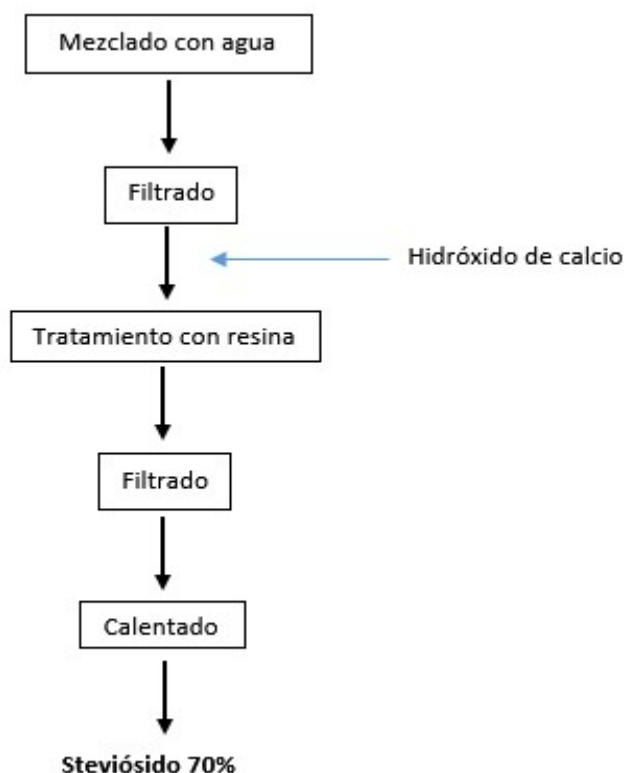 Mezclado con agua
Filtrado
Hidróxido de calcio
Tratamiento con resina
Filtrado
Calentado
Steviósido 70%